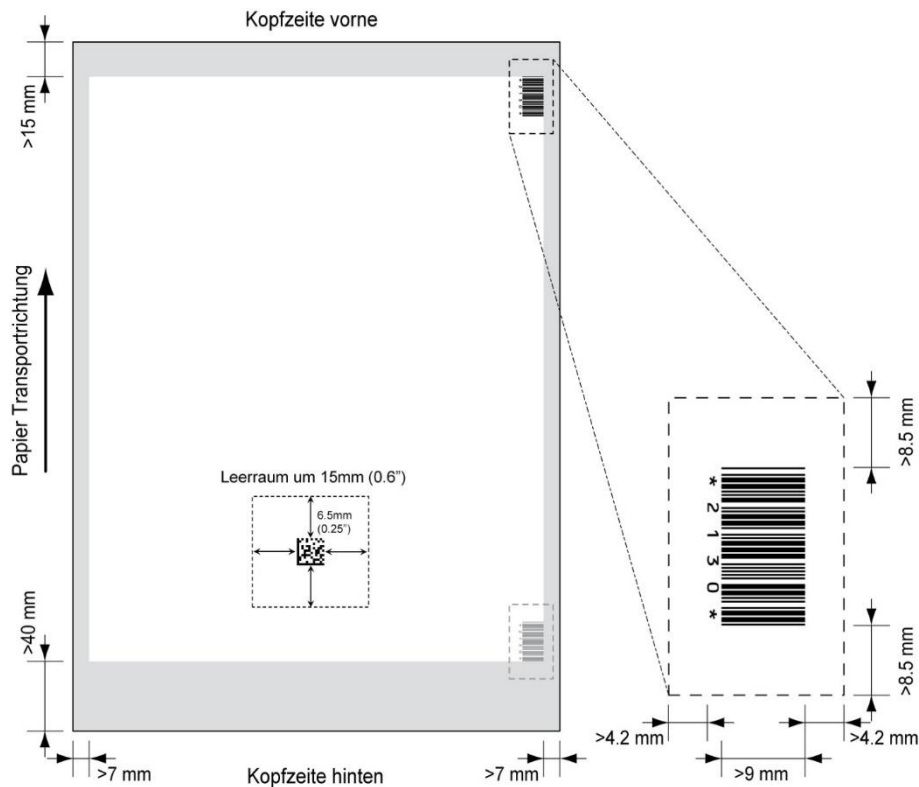 Kopfzeite vorne
>15 mm
Papier Transportrichtung
Leerraum um 15mm (0.6")
6.5mm
(0.25")
>40 mm
>7 mm
Kopfzeite hinten
>7 mm
>8.5 mm
*2130*
>8.5 mm
>4.2 mm
>4.2 mm
>9 mm